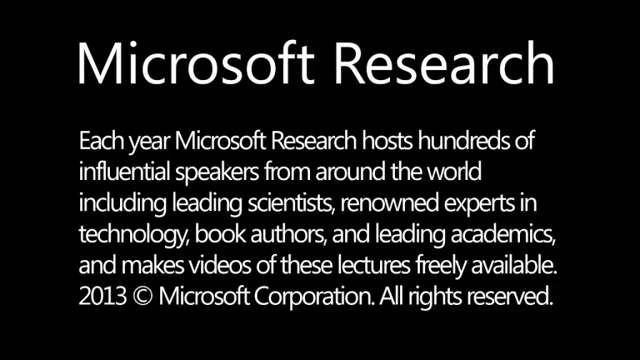 Microsoft Research
Each year Microsoft Research hosts hundreds of
influential speakers from around the world
including leading scientists, renowned experts in
technology, book authors, and leading academics,
and makes videos of these lectures freely available.
2013 © Microsoft Corporation. All rights reserved.